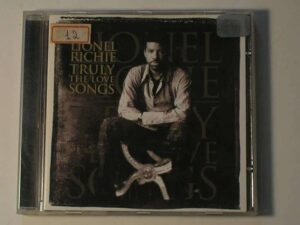 12
LIONEL
RICHIE
TRULY
THE LOVE
SONGS